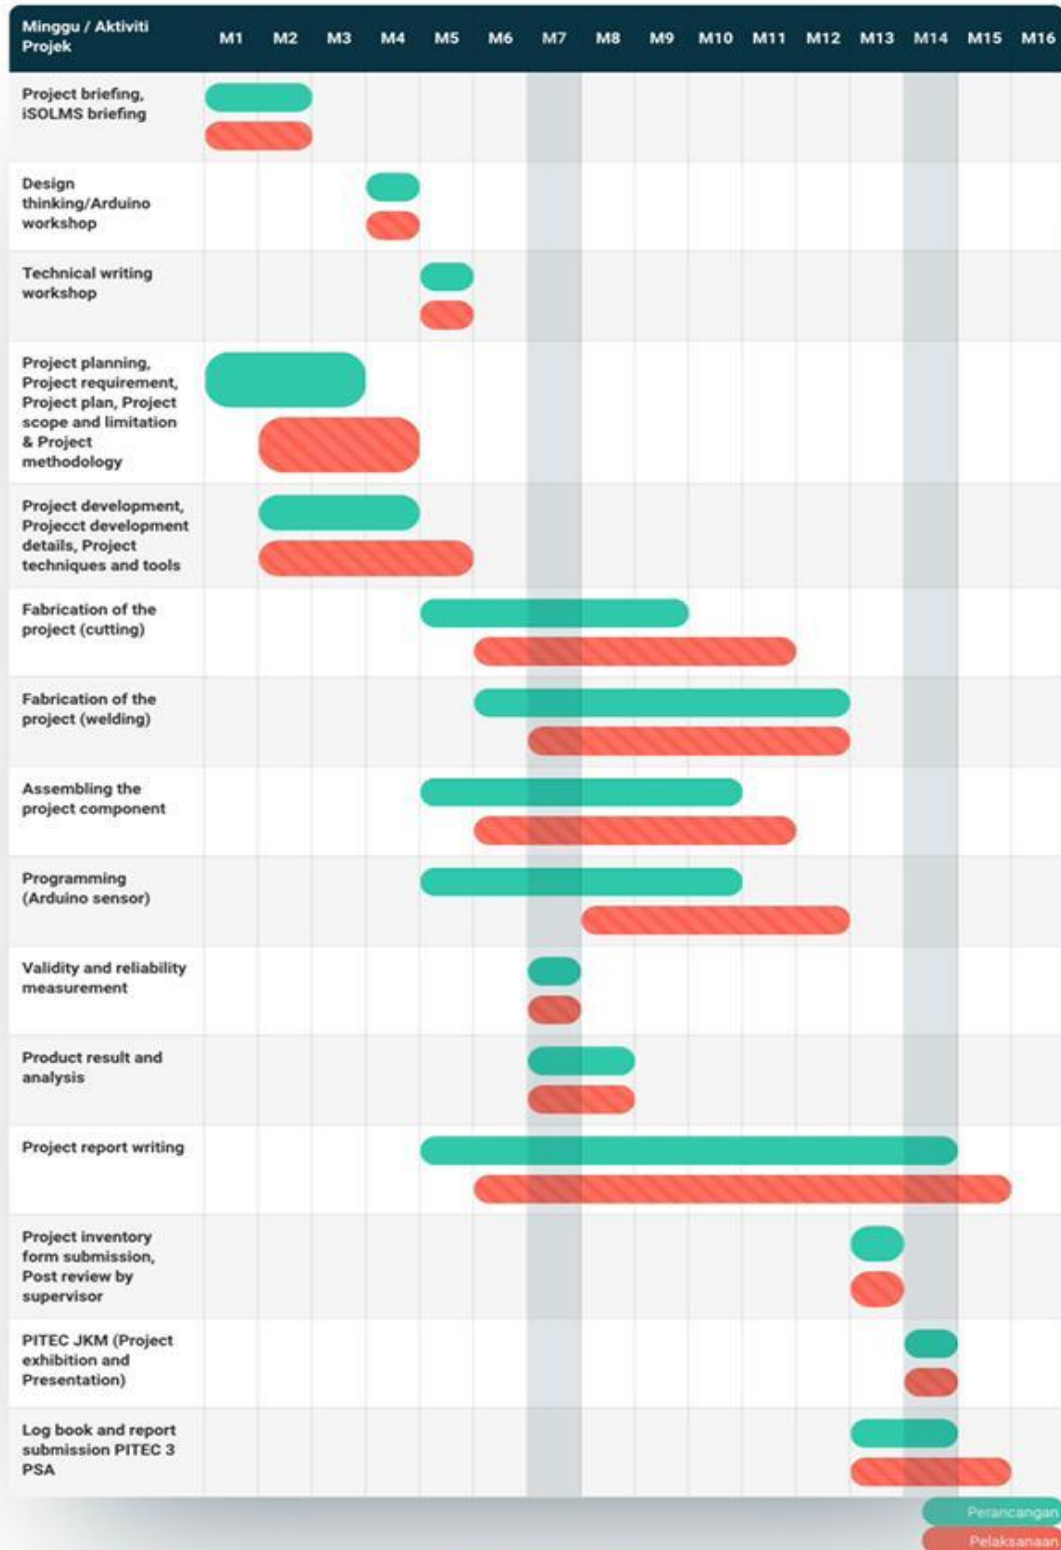 Minggu / Aktiviti
Projek
M1 M2 M3 M4 M5 M6 M7 M8 M9 M10 M11 M12 M13 M14 M15 M16
Project briefing,
iSOLMS briefing
Design
thinking/Arduino
workshop
Technical writing
workshop
Project planning,
Project requirement,
Project plan, Project
scope and limitation
& Project
methodology
Project development,
Projecct development
details, Project
techniques and tools
Fabrication of the
project (cutting)
Fabrication of the
project (welding)
Assembling the
project component
Programming
(Arduino sensor)
Validity and reliability
measurement
Product result and
analysis
Project report writing
Project inventory
form submission,
Post review by
supervisor
PITEC JKM (Project
exhibition and
Presentation)
Log book and report
submission PITEC 3
PSA
Perancangan
Pelaksanaan